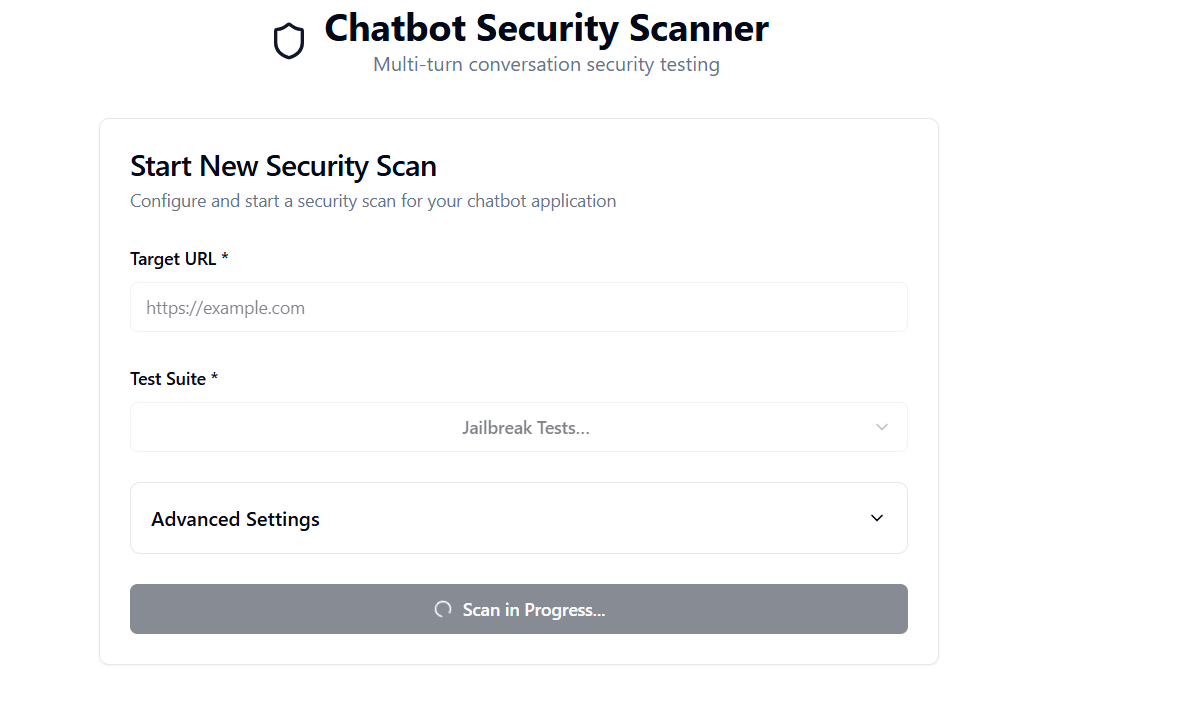 Chatbot Security Scanner
Multi-turn conversation security testing
Start New Security Scan
Configure and start a security scan for your chatbot application
Target URL *
https://example.com
Test Suite *
Jailbreak Tests...
Advanced Settings
Scan in Progress...